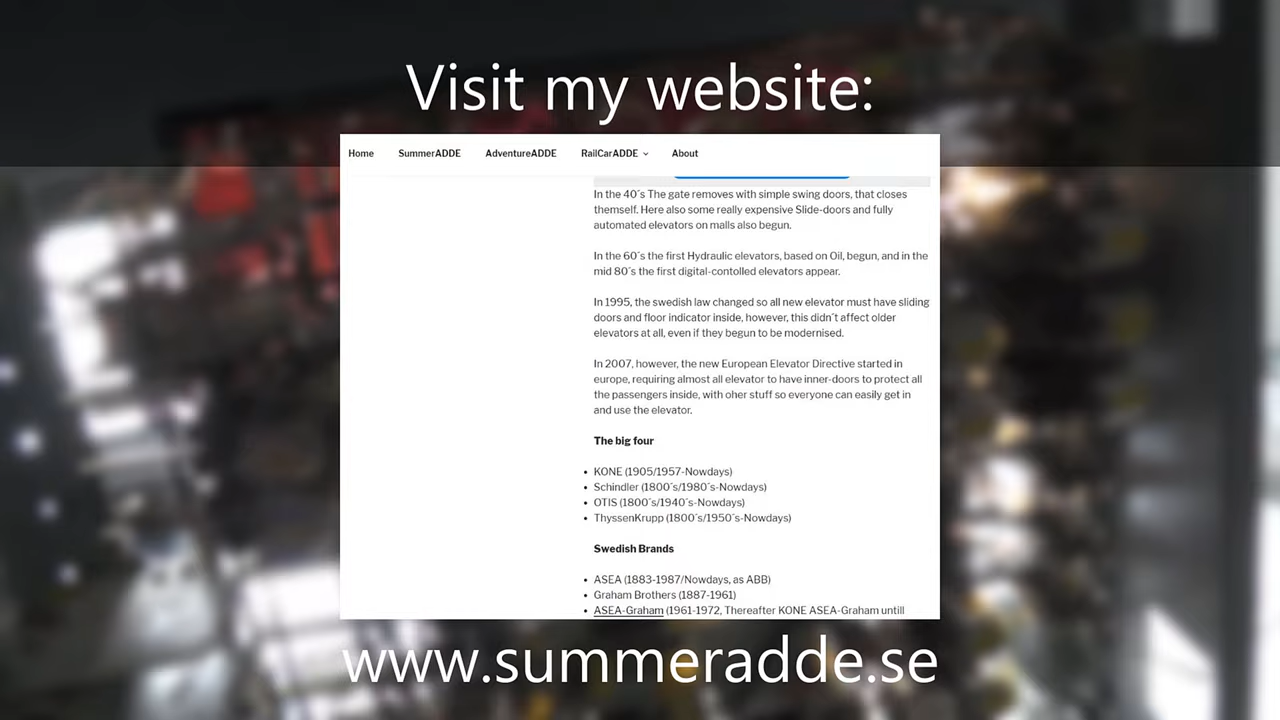 Visit my website:
Home SummerADDE AdventureADDE RailCarADDE About
In the 40´s The gate removes with simple swing doors, that closes
themself. Here also some really expensive Slide-doors and fully
automated elevators on malls also begun.
In the 60´s the first Hydraulic elevators, based on Oil, begun, and in the
mid 80´s the first digital-contolled elevators appear.
In 1995, the swedish law changed so all new elevator must have sliding
doors and floor indicator inside, however, this didn´t affect older
elevators at all, even if they begun to be modernised.
In 2007, however, the new European Elevator Directive started in
europe, requiring almost all elevator to have inner-doors to protect all
the passengers inside, with oher stuff so everyone can easily get in
and use the elevator.
The big four
• KONE (1905/1957-Nowdays)
• Schindler (1800´s/1980´s-Nowdays)
• OTIS (1800´s/1940´s-Nowdays)
• ThyssenKrupp (1800´s/1950´s-Nowdays)
Swedish Brands
• ASEA (1883-1987/Nowdays, as ABB)
• Graham Brothers (1887-1961)
• ASEA-Graham (1961-1972, Thereafter KONE ASEA-Graham untill
www.summeradde.se